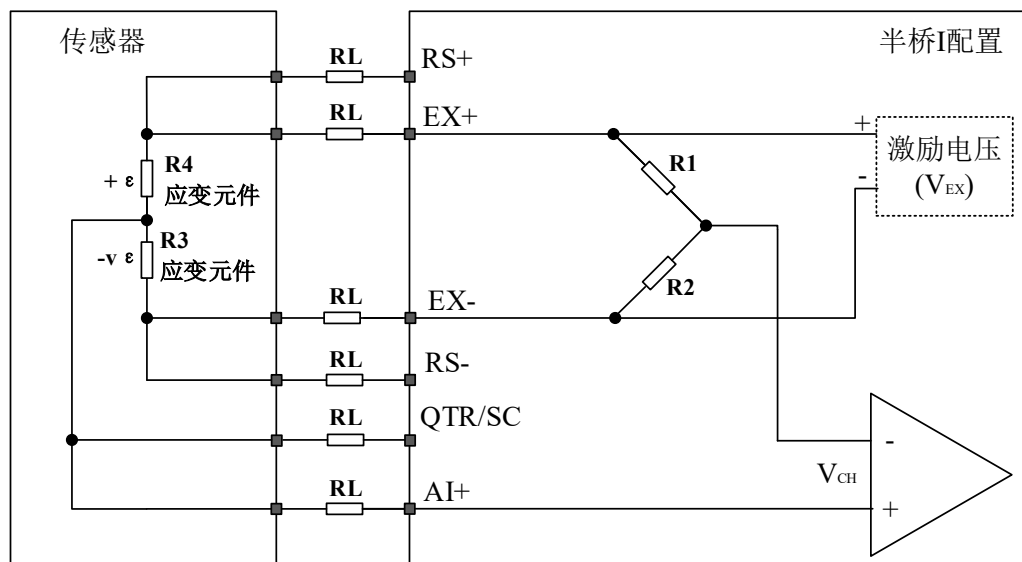 传感器
半桥I配置
RL
RS+
RL
EX+
+
激励电压
-
(VEX)
R1
R4
+ ε
应变元件
R3
-v ε
应变元件
R2
RL
EX-
RL
RS-
QTR/SC
RL
-
VCH
RL
AI+
+